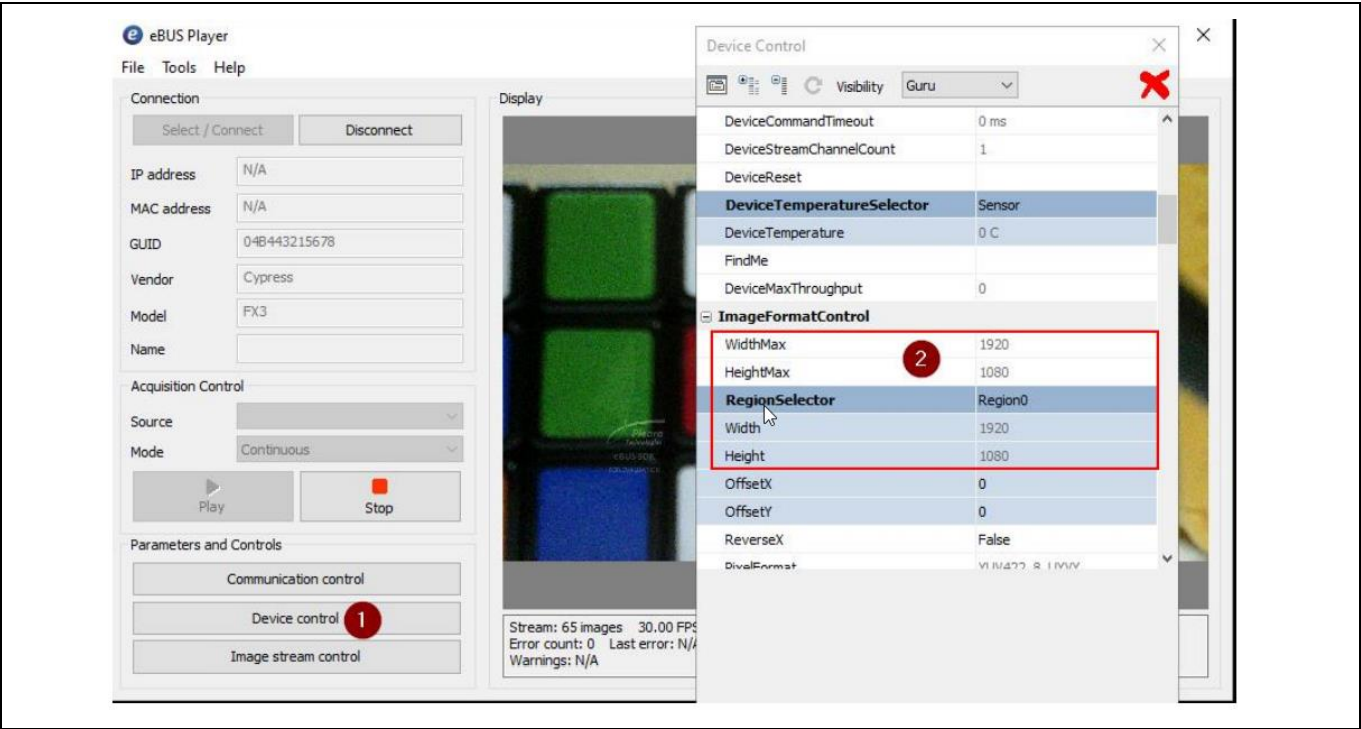 eBUS Player
File Tools Help
Connection
Select / Connect Disconnect
IP address N/A
MAC address N/A
GUID 04B443215678
Vendor Cypress
Model FX3
Name
Acquisition Control
Source
Mode Continuous
Play Stop
Parameters and Controls
Communication control
Device control 1
Image stream control
Display
Pleora
Technologies
Stream: 65 images 30.00 FPS
Error count: 0 Last error: N/A
Warnings: N/A
Device Control
Visibility Guru
DeviceCommandTimeout 0 ms
DeviceStreamChannelCount 1
DeviceReset
DeviceTemperatureSelector Sensor
DeviceTemperature 0 C
FindMe
DeviceMaxThroughput 0
ImageFormatControl
WidthMax 1920
2
HeightMax 1080
RegionSelector Region0
Width 1920
Height 1080
OffsetX 0
OffsetY 0
ReverseX False
PixelFormat YUV422_8_UYVY